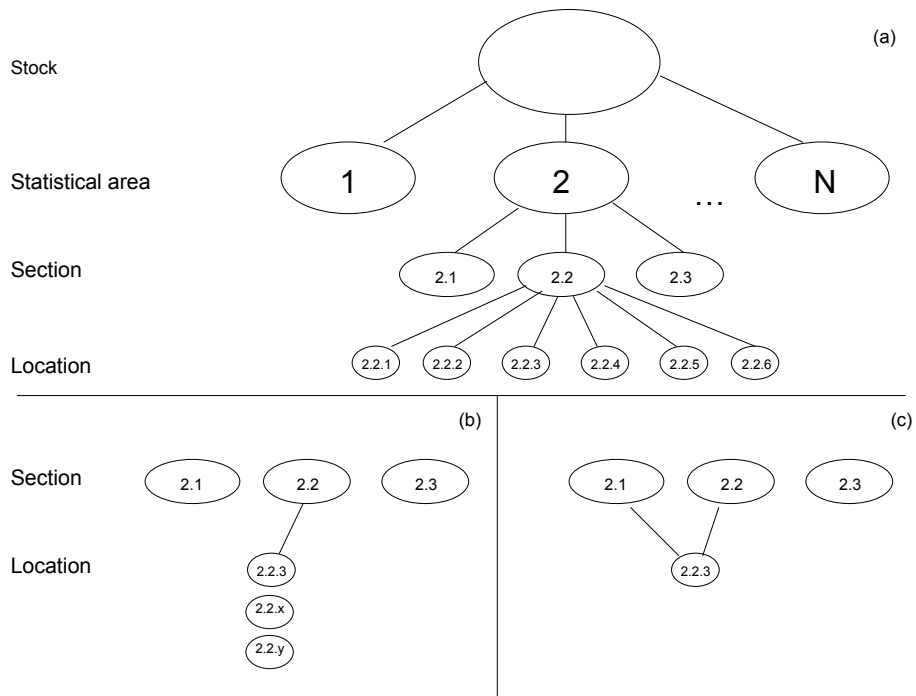 (a)
Stock
Statistical area 1 2 … N
Section 2.1 2.2 2.3
Location 2.2.1 2.2.2 2.2.3 2.2.4 2.2.5 2.2.6
(b)
Section 2.1 2.2 2.3
Location 2.2.3
2.2.x
2.2.y
(c)
2.1 2.2 2.3
2.2.3